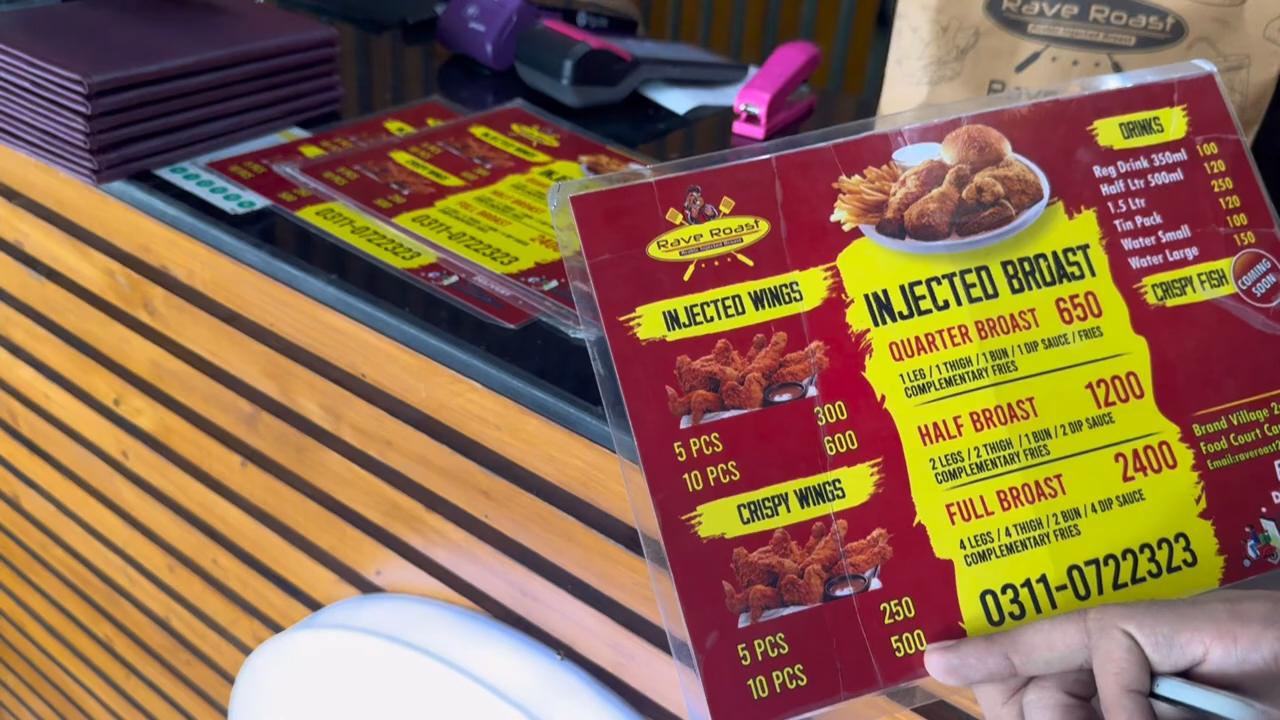 Rave Roast
Rave Roast
Arabic Injected Broast
INJECTED WINGS
5 PCS 300
10 PCS 600
CRISPY WINGS
5 PCS 250
10 PCS 500
INJECTED BROAST
QUARTER BROAST 650
1 LEG / 1 THIGH / 1 BUN / 1 DIP SAUCE / FRIES
COMPLEMENTARY FRIES
HALF BROAST 1200
2 LEGS / 2 THIGH / 1 BUN / 2 DIP SAUCE
COMPLEMENTARY FRIES
FULL BROAST 2400
4 LEGS / 4 THIGH / 2 BUN / 4 DIP SAUCE
COMPLEMENTARY FRIES
0311-0722323
DRINKS
Reg Drink 350ml 100
Half Ltr 500ml 120
1.5 Ltr 250
Tin Pack 120
Water Small 100
Water Large 150
CRISPY FISH
COMING
SOON
Brand Village
Food Court
0311-0722323
0311-0722323